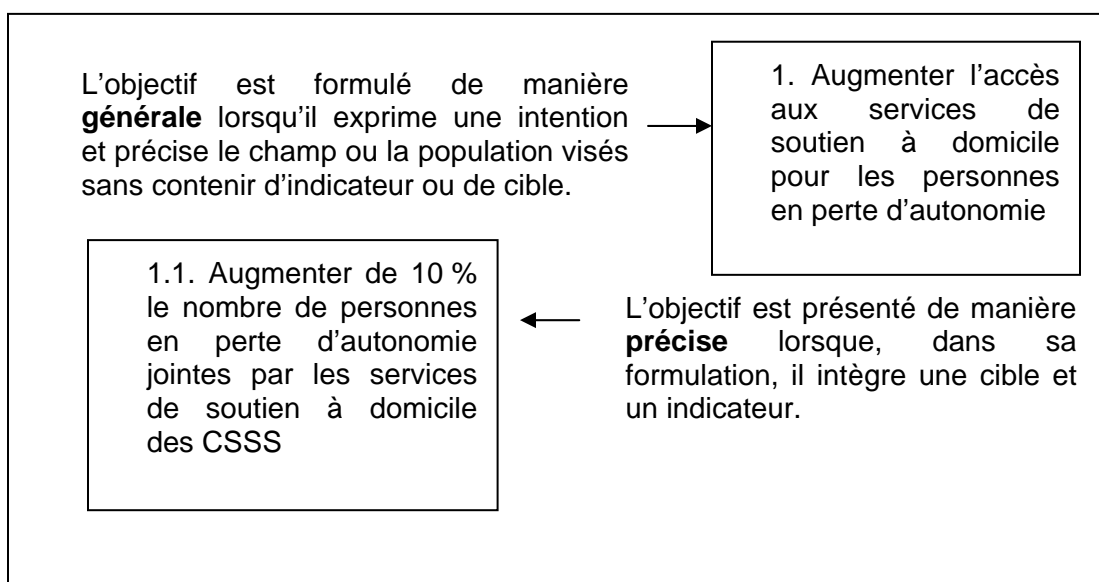 L'objectif est formulé de manière
générale lorsqu'il exprime une intention
et précise le champ ou la population visés
sans contenir d'indicateur ou de cible.
1. Augmenter l'accès
aux services de
soutien à domicile
pour les personnes
en perte d'autonomie
1.1. Augmenter de 10 %
le nombre de personnes
en perte d'autonomie
jointes par les services
de soutien à domicile
des CSSS
L'objectif est présenté de manière
précise lorsque, dans sa
formulation, il intègre une cible et
un indicateur.